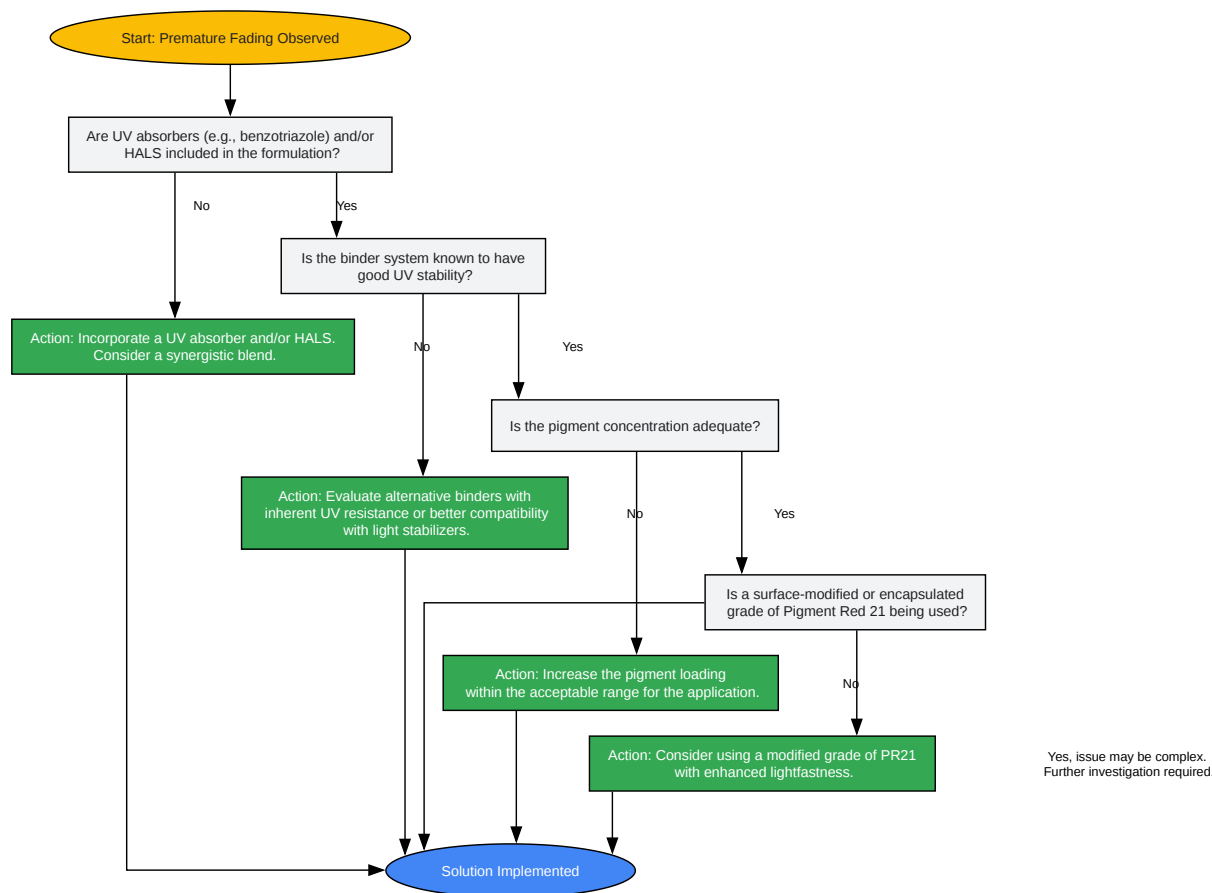 Start: Premature Fading Observed
Are UV absorbers (e.g., benzotriazole) and/or
HALS included in the formulation?
No
Yes
Is the binder system known to have
good UV stability?
Action: Incorporate a UV absorber and/or HALS.
Consider a synergistic blend.
No
Yes
Is the pigment concentration adequate?
Action: Evaluate alternative binders with
inherent UV resistance or better compatibility
with light stabilizers.
No
Yes
Is a surface-modified or encapsulated
grade of Pigment Red 21 being used?
Action: Increase the pigment loading
within the acceptable range for the application.
No
Action: Consider using a modified grade of PR21
with enhanced lightfastness.
Yes, issue may be complex.
Further investigation required
Solution Implemented